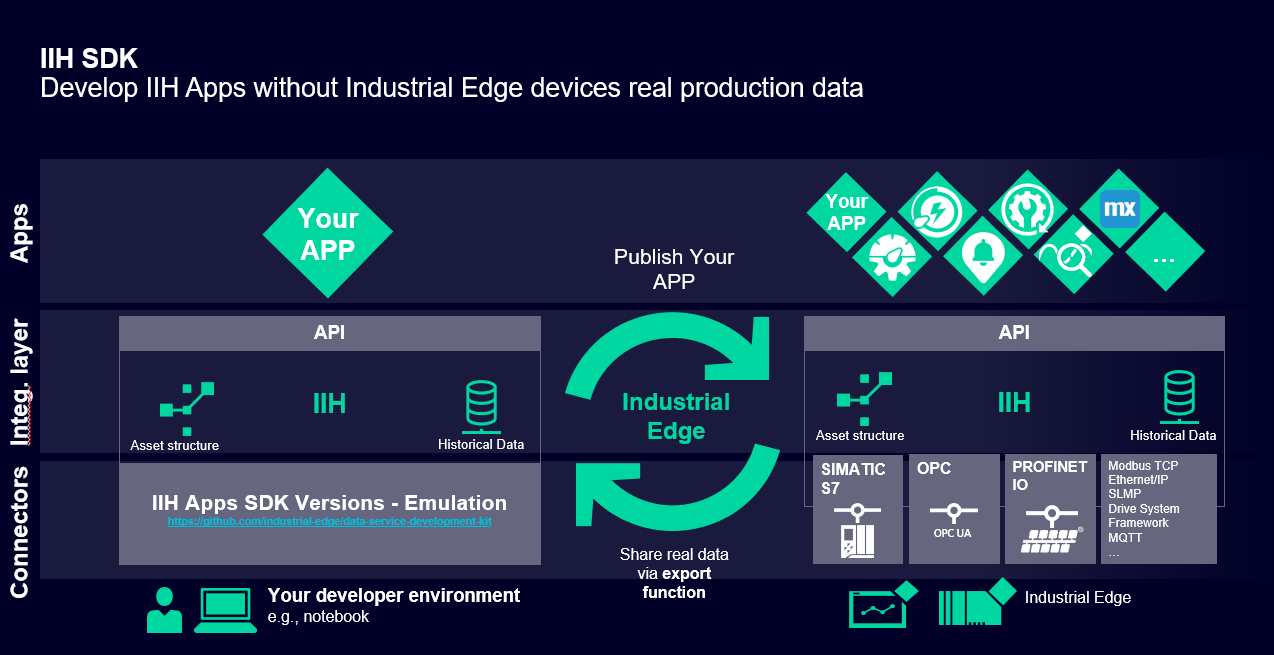 IIH SDK
Develop IIH Apps without Industrial Edge devices real production data
Apps
Your
APP
Publish Your
APP
Your
APP
mx
...
Integ. layer
API
IIH
Asset structure
Historical Data
Industrial
Edge
API
IIH
Asset structure
Historical Data
Connectors
IIH Apps SDK Versions - Emulation
https://github.com/industrial-edge/data-service-development-kit
Share real data
via export
function
SIMATIC
S7
OPC
OPC UA
PROFINET
IO
®
Modbus TCP
Ethernet/IP
SLMP
Drive System
Framework
MQTT
...
Your developer environment
e.g., notebook
Industrial Edge